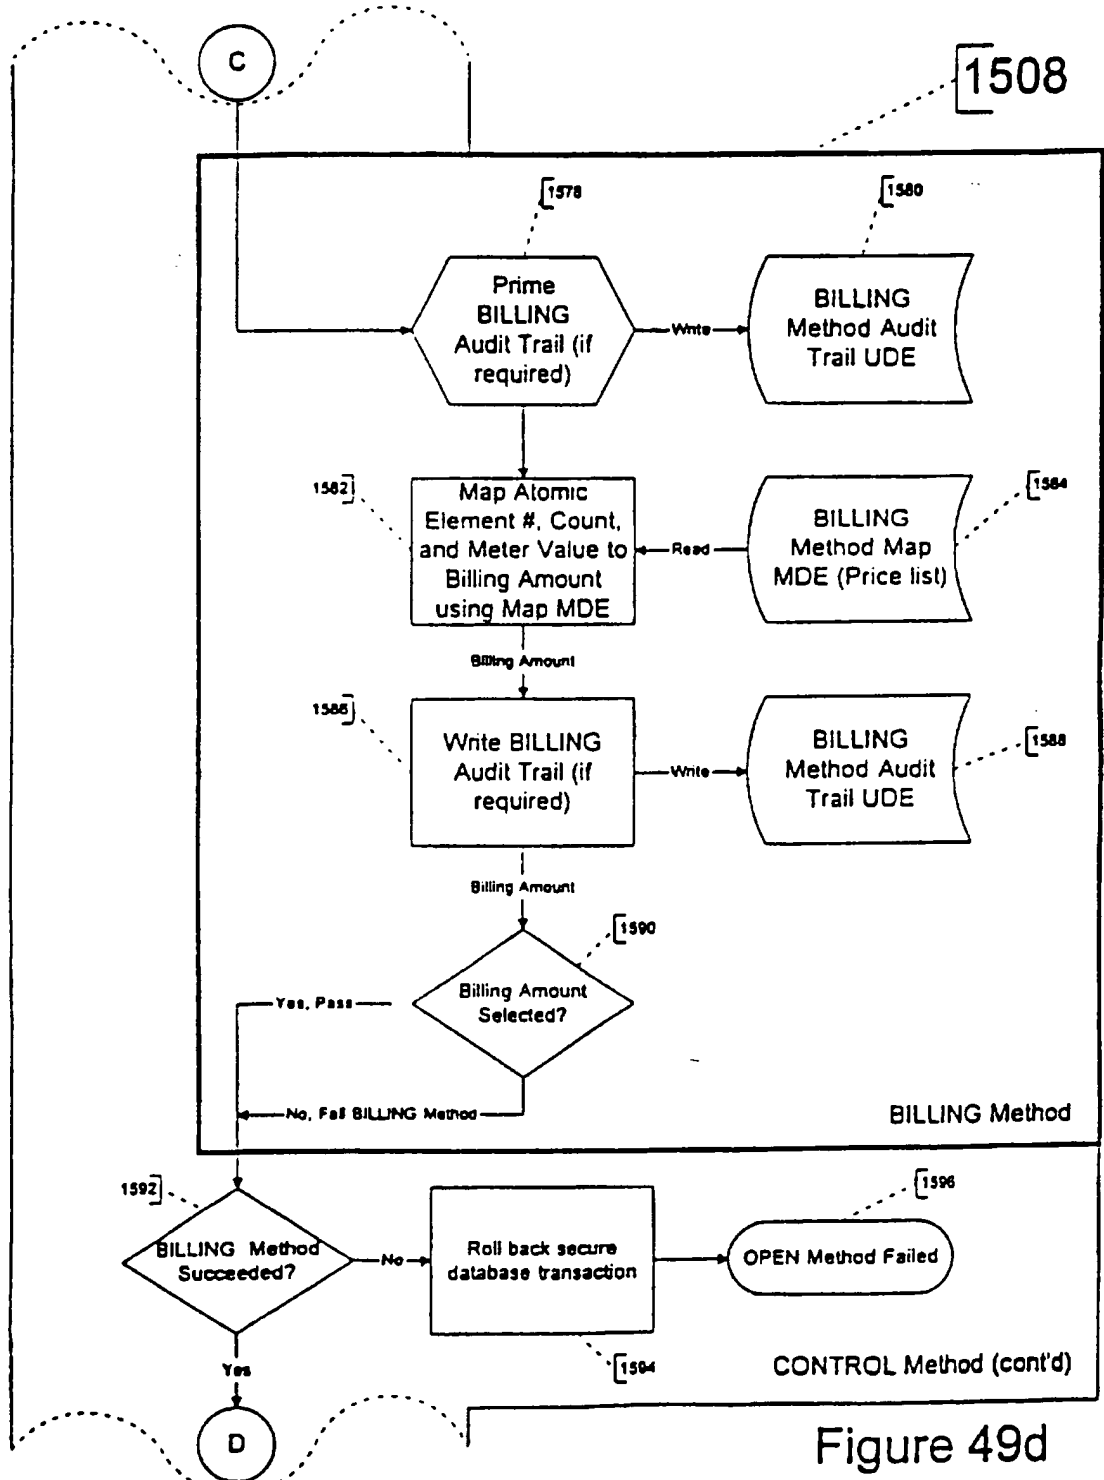 C
1508
1578
1580
Prime
BILLING
Audit Trail (if
required)
Write
BILLING
Method Audit
Trail UDE
1582
1584
Map Atomic
Element #, Count,
and Meter Value to
Billing Amount
using Map MDE
Read
BILLING
Method Map
MDE (Price list)
Billing Amount
1586
1588
Write BILLING
Audit Trail (if
required)
Write
BILLING
Method Audit
Trail UDE
Billing Amount
1590
Billing Amount
Selected?
Yes, Pass
No, Fail BILLING Method
BILLING Method
1592
1596
BILLING Method
Succeeded?
No
Roll back secure
database transaction
OPEN Method Failed
1594
Yes
CONTROL Method (cont'd)
D
Figure 49d